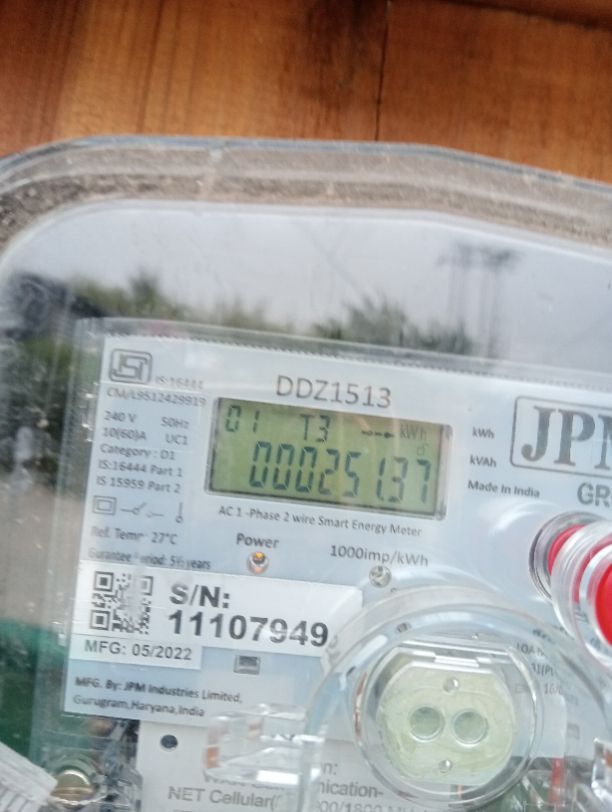 DDZ1513
IS:16444
CM/L9512429919
240 V 50Hz
10(60)A UC1
Category : D1
IS:16444 Part 1
IS 15959 Part 2
Ref. Temp 27°C
01 T3 kWh
00025137
kWh
kVAh
Made in India
JPM
GR
AC 1-Phase 2 wire Smart Energy Meter
Power
1000imp/kWh
S/N:
11107949
MFG: 05/2022
MFG. By: JPM Industries Limited,
Gurugram,Haryana,India
NET Cellular(